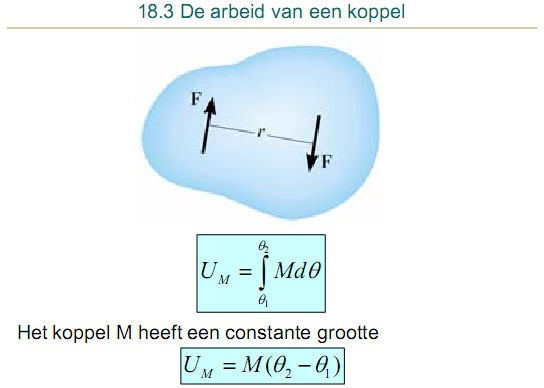 18.3 De arbeid van een koppel
F
r
F
U_M = ∫_{θ₁}^{θ₂} Mdθ
Het koppel M heeft een constante grootte
U_M = M(θ₂ − θ₁)